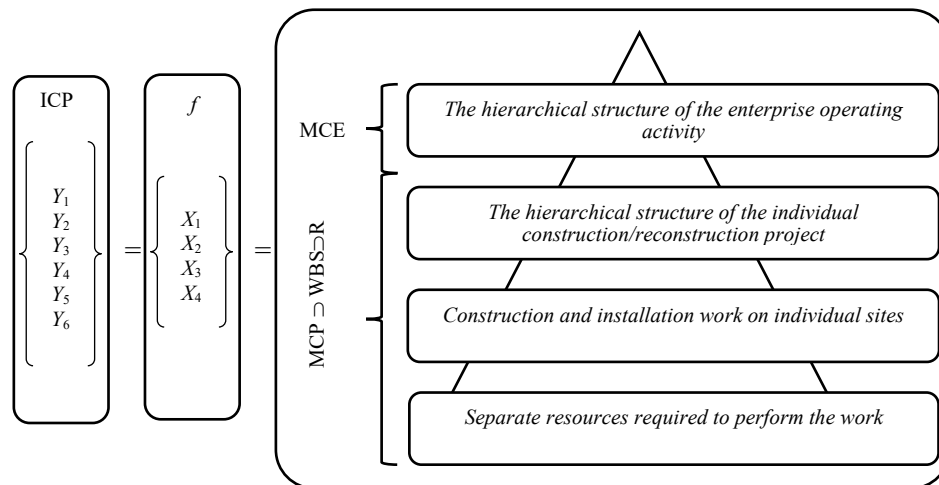 ICP
Y1
Y2
Y3
Y4
Y5
Y6
=
f
X1
X2
X3
X4
=
MCE
MCP ⊃ WBS⊃R
The hierarchical structure of the enterprise operating
activity
The hierarchical structure of the individual
construction/reconstruction project
Construction and installation work on individual sites
Separate resources required to perform the work